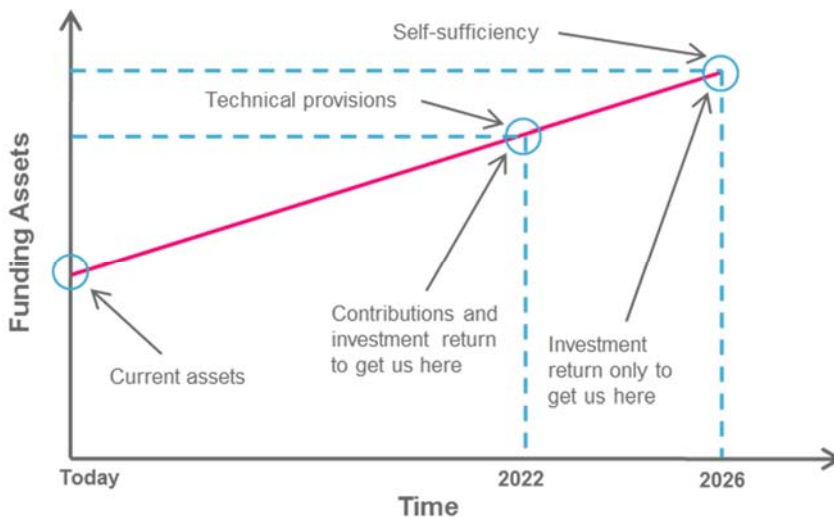 Self-sufficiency
Technical provisions
Funding Assets
Contributions and
investment return
to get us here
Investment
return only to
get us here
Current assets
Today
2022
2026
Time